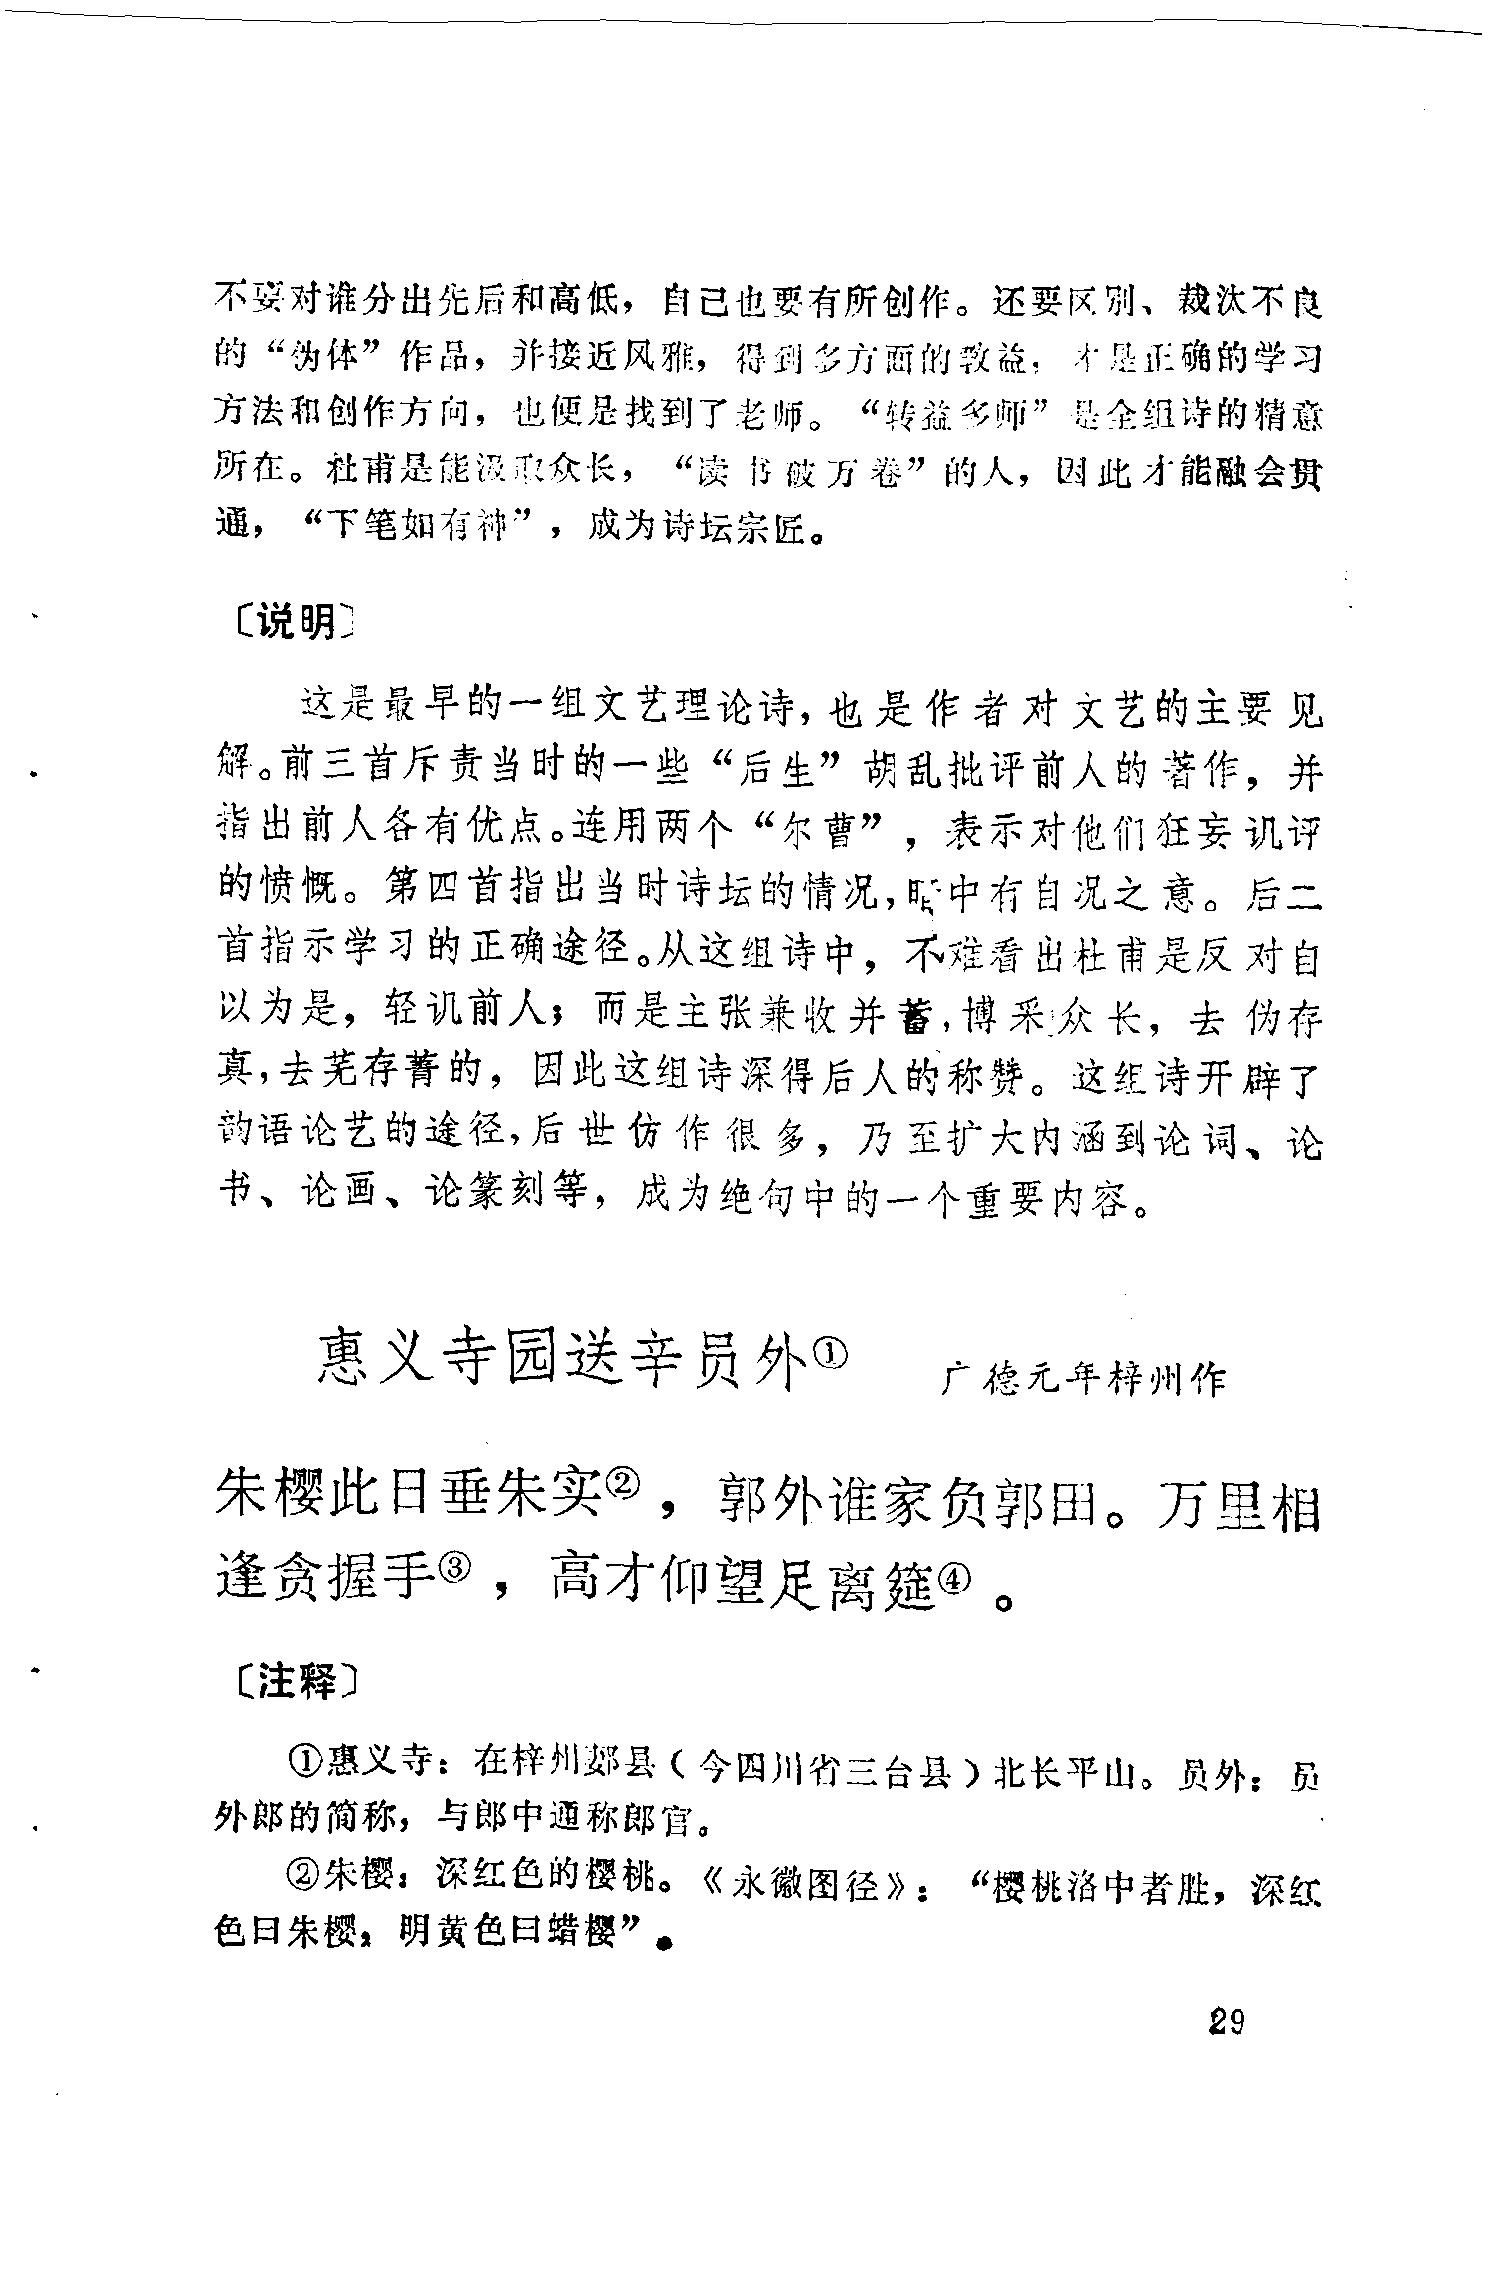 不要对谁分出先后和高低，自己也要有所创作。还要区别、裁汰不良
的“伪体”作品，并接近风雅，得到多方面的教益，才是正确的学习
方法和创作方向，也便是找到了老师。“转益多师”是全组诗的精意
所在。杜甫是能汲取众长，“读书破万卷”的人，因此才能融会贯
通，“下笔如有神”，成为诗坛宗匠。
〔说明〕
这是最早的一组文艺理论诗，也是作者对文艺的主要见
解。前三首斥责当时的一些“后生”胡乱批评前人的著作，并
指出前人各有优点。连用两个“尔曹”，表示对他们狂妄讥评
的愤慨。第四首指出当时诗坛的情况，暗中有自况之意。后二
首指示学习的正确途径。从这组诗中，不难看出杜甫是反对自
以为是，轻讥前人；而是主张兼收并蓄，博采众长，去伪存
真，去芜存菁的，因此这组诗深得后人的称赞。这组诗开辟了
韵语论艺的途径，后世仿作很多，乃至扩大内涵到论词、论
书、论画、论篆刻等，成为绝句中的一个重要内容。
惠义寺园送辛员外① 广德元年梓州作
朱樱此日垂朱实②，郭外谁家负郭田。万里相
逢贪握手③，高才仰望足离筵④。
〔注释〕
①惠义寺：在梓州郪县（今四川省三台县）北长平山。员外：员
外郎的简称，与郎中通称郎官。
②朱樱：深红色的樱桃。《永徽图径》：“樱桃洛中者胜，深红
色曰朱樱，明黄色曰蜡樱”。
29